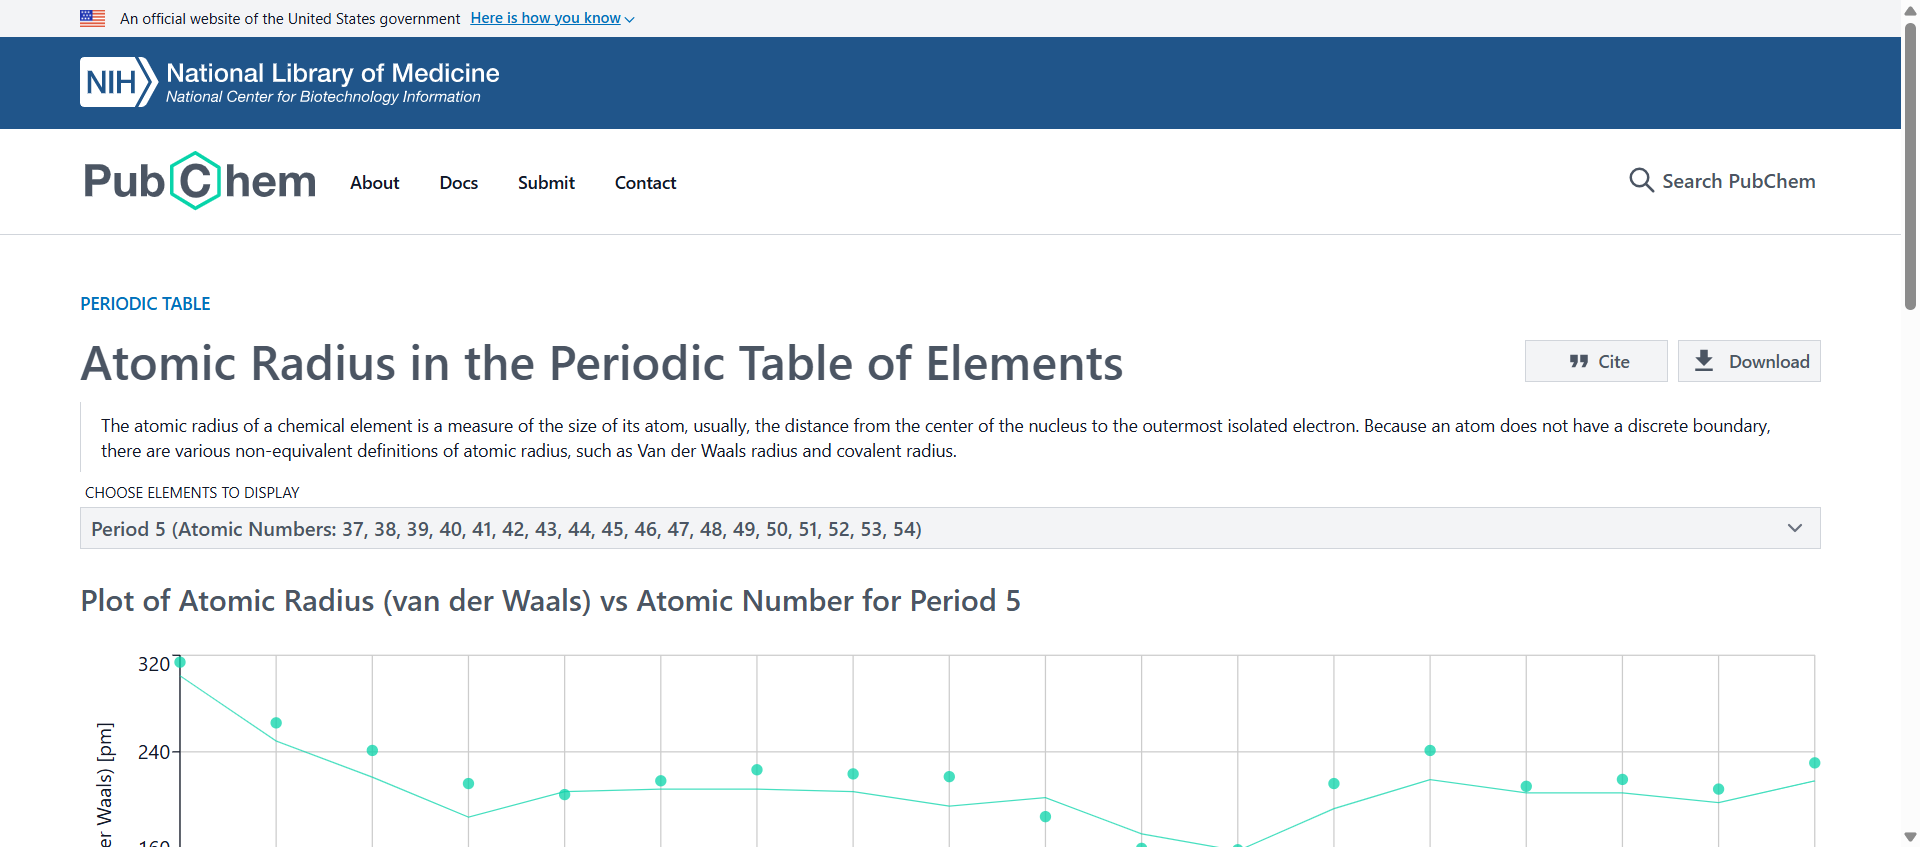 An official website of the United States government Here is how you know
NIH National Library of Medicine
National Center for Biotechnology Information
PubChem About Docs Submit Contact Search PubChem
PERIODIC TABLE
Atomic Radius in the Periodic Table of Elements
Cite Download
The atomic radius of a chemical element is a measure of the size of its atom, usually, the distance from the center of the nucleus to the outermost isolated electron. Because an atom does not have a discrete boundary,
there are various non-equivalent definitions of atomic radius, such as Van der Waals radius and covalent radius.
CHOOSE ELEMENTS TO DISPLAY
Period 5 (Atomic Numbers: 37, 38, 39, 40, 41, 42, 43, 44, 45, 46, 47, 48, 49, 50, 51, 52, 53, 54)
Plot of Atomic Radius (van der Waals) vs Atomic Number for Period 5
320
240
160
er Waals) [pm]